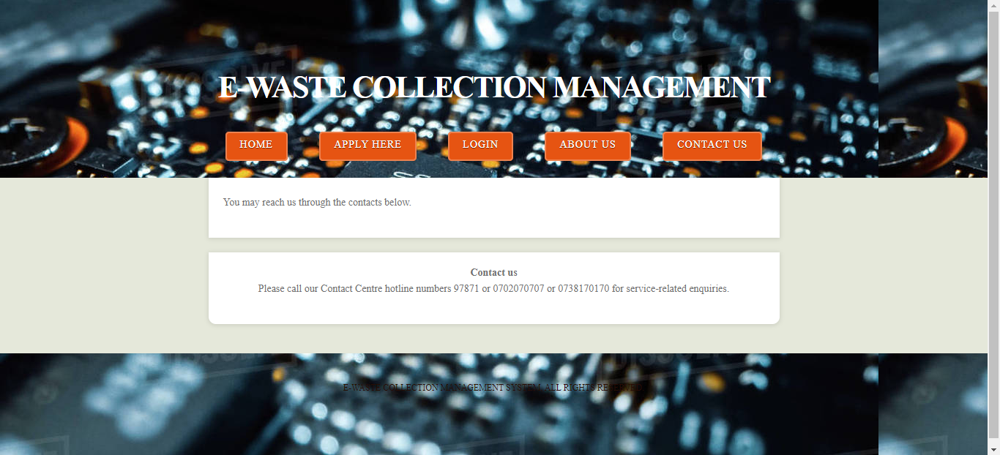 E-WASTE COLLECTION MANAGEMENT
HOME
APPLY HERE
LOGIN
ABOUT US
CONTACT US
You may reach us through the contacts below.
Contact us
Please call our Contact Centre hotline numbers 97871 or 0702070707 or 0738170170 for service-related enquiries.
E-WASTE COLLECTION MANAGEMENT SYSTEM. ALL RIGHTS